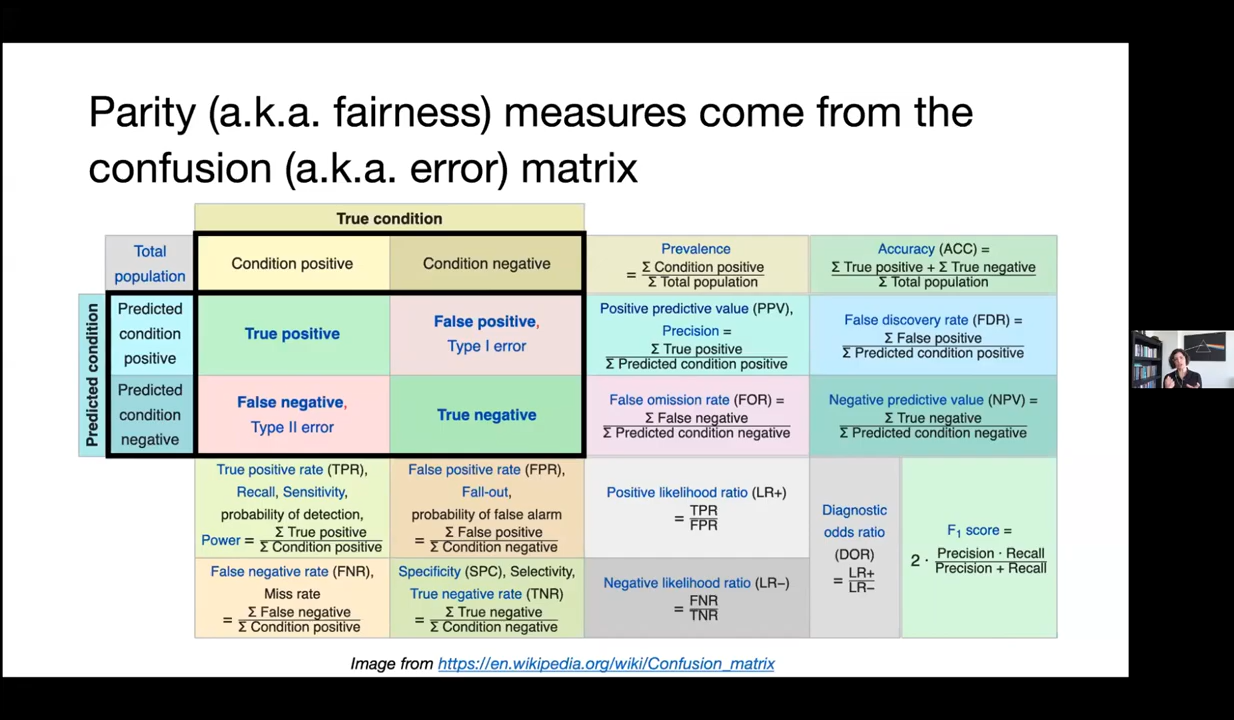 Parity (a.k.a. fairness) measures come from the
confusion (a.k.a. error) matrix
True condition
Total
population
Condition positive
Condition negative
Prevalence
= Σ Condition positive
Σ Total population
Accuracy (ACC) =
Σ True positive + Σ True negative
Σ Total population
Predicted condition
Predicted
condition
positive
True positive
False positive,
Type I error
Positive predictive value (PPV),
Precision =
Σ True positive
Σ Predicted condition positive
False discovery rate (FDR) =
Σ False positive
Σ Predicted condition positive
Predicted
condition
negative
False negative,
Type II error
True negative
False omission rate (FOR) =
Σ False negative
Σ Predicted condition negative
Negative predictive value (NPV) =
Σ True negative
Σ Predicted condition negative
True positive rate (TPR),
Recall, Sensitivity,
probability of detection,
Power = Σ True positive
Σ Condition positive
False positive rate (FPR),
Fall-out,
probability of false alarm
= Σ False positive
Σ Condition negative
Positive likelihood ratio (LR+)
= TPR
FPR
Diagnostic
odds ratio
(DOR)
= LR+
LR−
F1 score =
2 · Precision · Recall
Precision + Recall
False negative rate (FNR),
Miss rate
= Σ False negative
Σ Condition positive
Specificity (SPC), Selectivity,
True negative rate (TNR)
= Σ True negative
Σ Condition negative
Negative likelihood ratio (LR−)
= FNR
TNR
Image from https://en.wikipedia.org/wiki/Confusion_matrix